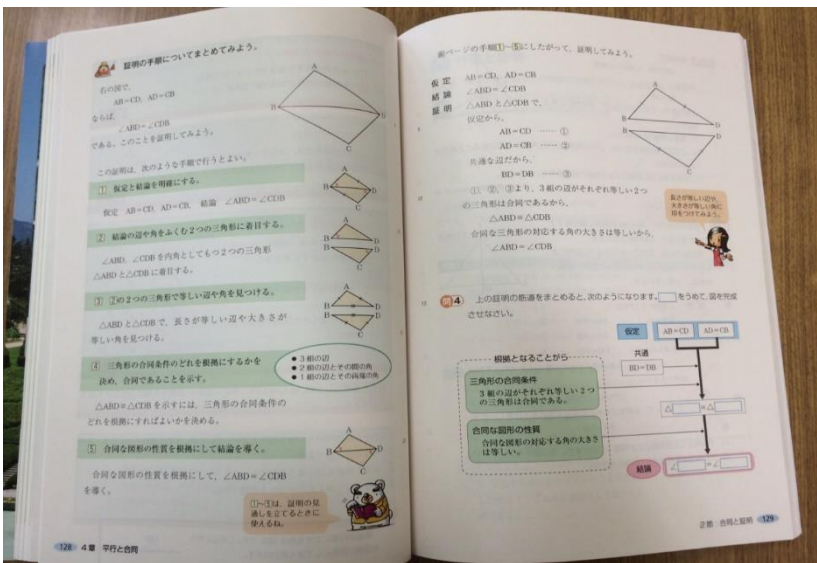 証明の手順についてまとめてみよう。
右の図で,
AB=CD, AD=CB
ならば,
∠ABD=∠CDB
である。このことを証明してみよう。
この証明は, 次のような手順で行うとよい。
1 仮定と結論を明確にする。
仮定 AB=CD, AD=CB, 結論 ∠ABD=∠CDB
2 結論の辺や角をふくむ2つの三角形に着目する。
∠ABD, ∠CDBを内角としてもつ2つの三角形
△ABDと△CDBに着目する。
3 2の2つの三角形で等しい辺や角を見つける。
△ABDと△CDBで, 長さが等しい辺や大きさが
等しい角を見つける。
4 三角形の合同条件のどれを根拠にするかを
決め, 合同であることを示す。
● 3組の辺
● 2組の辺とその間の角
● 1組の辺とその両端の角
△ABD≡△CDBを示すには, 三角形の合同条件の
どれを根拠にすればよいかを決める。
5 合同な図形の性質を根拠にして結論を導く。
合同な図形の性質を根拠にして, ∠ABD=∠CDB
を導く。
1~5は, 証明の見
通しを立てるときに
使えるね。
A
B
D
C
A
B
D
C
A
B
D
B
D
C
A
B
D
B
D
C
A
B
D
C
128 4章 平行と合同
前ページの手順1~5にしたがって, 証明してみよう。
仮定 AB=CD, AD=CB
結論 ∠ABD=∠CDB
証明 △ABDと△CDBで,
仮定から,
AB=CD …… ①
AD=CB …… ②
共通な辺だから,
BD=DB …… ③
①, ②, ③より, 3組の辺がそれぞれ等しい2つ
の三角形は合同であるから,
△ABD≡△CDB
合同な三角形の対応する角の大きさは等しいから,
∠ABD=∠CDB
A
B
D
B
D
C
長さが等しい辺や,
大きさが等しい角に
目をつけてみよう。
問4 上の証明の筋道をまとめると, 次のようになります。□をうめて, 図を完成
させなさい。
仮定 AB=CD AD=CB
根拠となることがら
共通
BD=DB
三角形の合同条件
3組の辺がそれぞれ等しい2つ
の三角形は合同である。
△□≡△□
合同な図形の性質
合同な図形の対応する角の大きさ
は等しい。
結論 ∠□=∠□
2節 合同と証明 129